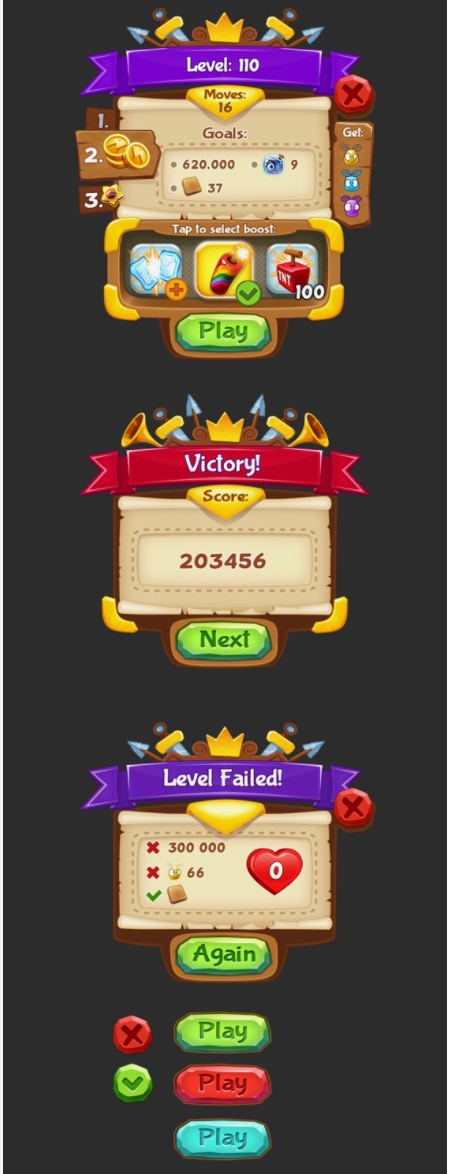 Level: 110
Moves:
16
1.
Goals:
Get:
2.
620,000 9
37
3.
Tap to select boost:
TNT
100
Play
Victory!
Score:
203456
Next
Level Failed!
300 000
66
0
Again
Play
Play
Play